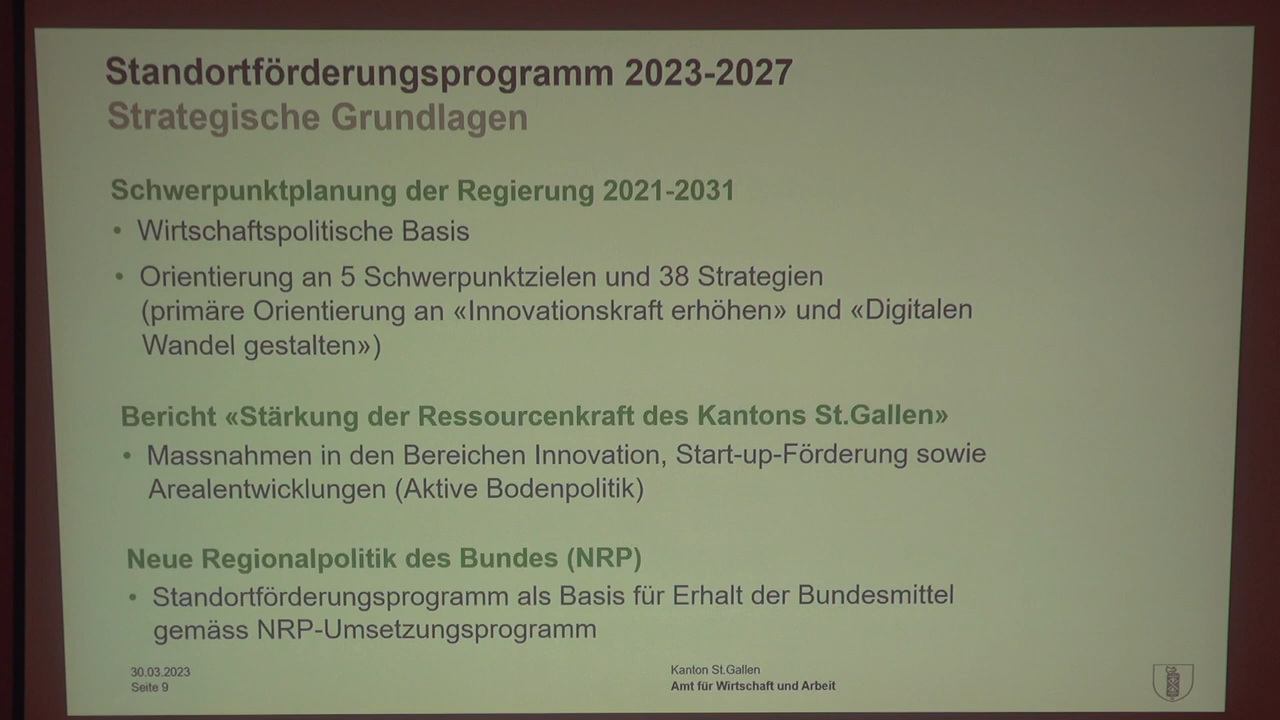 Standortförderungsprogramm 2023-2027
Strategische Grundlagen
Schwerpunktplanung der Regierung 2021-2031
• Wirtschaftspolitische Basis
• Orientierung an 5 Schwerpunktzielen und 38 Strategien
(primäre Orientierung an «Innovationskraft erhöhen» und «Digitalen
Wandel gestalten»)
Bericht «Stärkung der Ressourcenkraft des Kantons St.Gallen»
• Massnahmen in den Bereichen Innovation, Start-up-Förderung sowie
Arealentwicklungen (Aktive Bodenpolitik)
Neue Regionalpolitik des Bundes (NRP)
• Standortförderungsprogramm als Basis für Erhalt der Bundesmittel
gemäss NRP-Umsetzungsprogramm
30.03.2023
Seite 9
Kanton St.Gallen
Amt für Wirtschaft und Arbeit